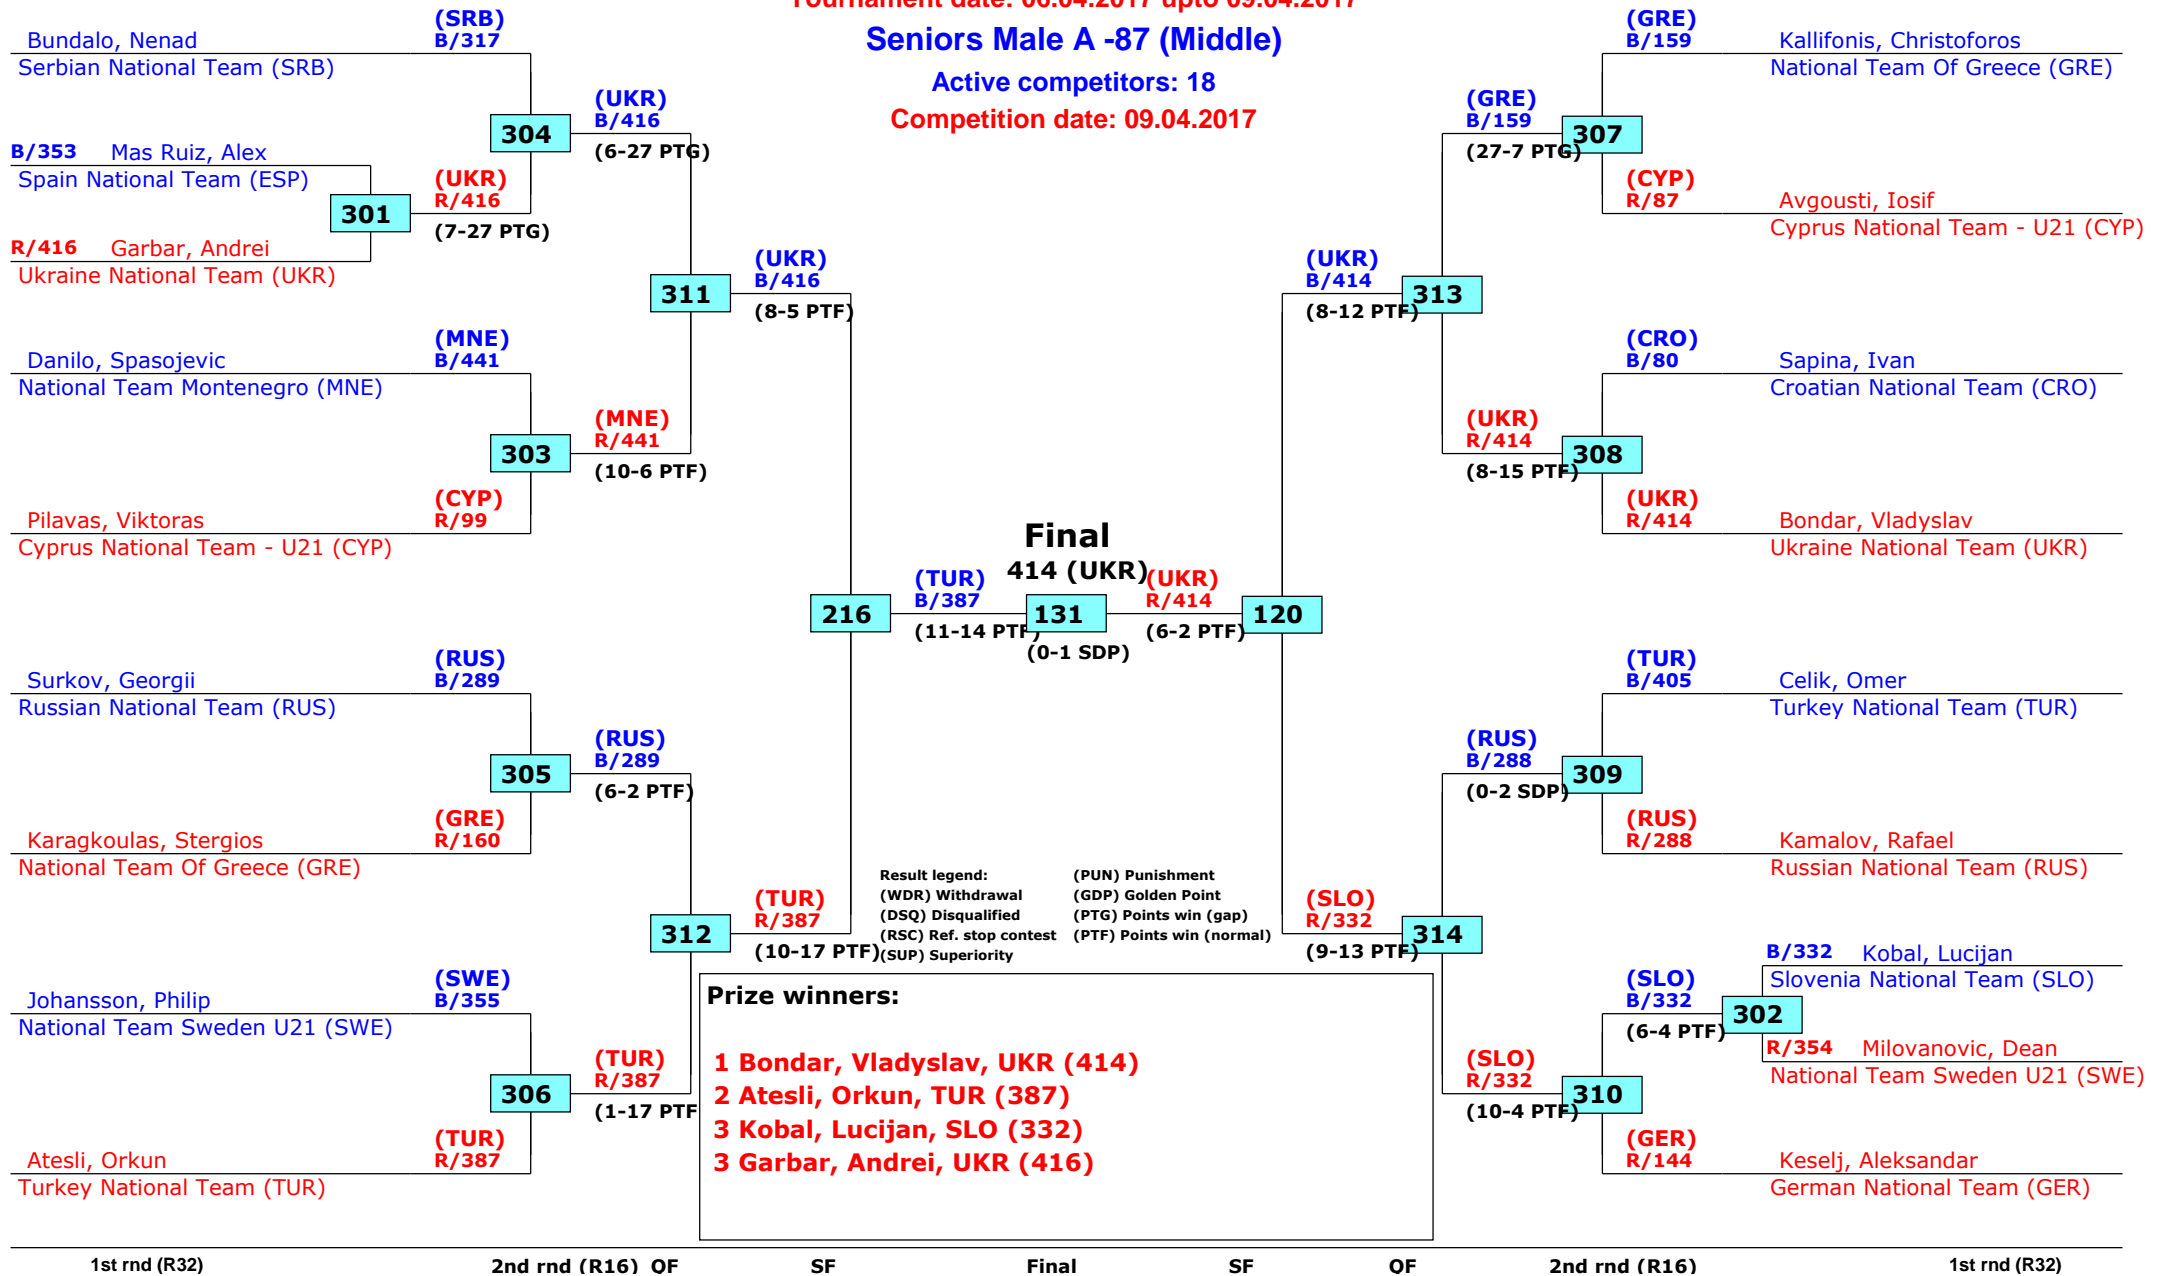 Tournament date: 06.04.2017 upto 09.04.2017
Seniors Male A -87 (Middle)
Active competitors: 18
Competition date: 09.04.2017
Bundalo, Nenad
Serbian National Team (SRB)
(SRB)
B/317
B/353 Mas Ruiz, Alex
Spain National Team (ESP)
301
R/416 Garbar, Andrei
Ukraine National Team (UKR)
(UKR)
R/416
(7-27 PTG)
304
(UKR)
B/416
(6-27 PTG)
Danilo, Spasojevic
National Team Montenegro (MNE)
(MNE)
B/441
303
Pilavas, Viktoras
Cyprus National Team - U21 (CYP)
(CYP)
R/99
(MNE)
R/441
(10-6 PTF)
311
(UKR)
B/416
(8-5 PTF)
Surkov, Georgii
Russian National Team (RUS)
(RUS)
B/289
305
Karagkoulas, Stergios
National Team Of Greece (GRE)
(GRE)
R/160
(RUS)
B/289
(6-2 PTF)
312
(TUR)
R/387
(10-17 PTF)
Johansson, Philip
National Team Sweden U21 (SWE)
(SWE)
B/355
306
Atesli, Orkun
Turkey National Team (TUR)
(TUR)
R/387
(TUR)
R/387
(1-17 PTF
216
(TUR)
B/387
(11-14 PTF)
Final
414 (UKR)
131
(0-1 SDP)
(UKR)
R/414
(6-2 PTF)
120
(GRE)
B/159
Kallifonis, Christoforos
National Team Of Greece (GRE)
307
(GRE)
B/159
(27-7 PTG)
(CYP)
R/87
Avgousti, Iosif
Cyprus National Team - U21 (CYP)
(UKR)
B/414
(8-12 PTF)
313
(CRO)
B/80
Sapina, Ivan
Croatian National Team (CRO)
308
(UKR)
R/414
(8-15 PTF)
(UKR)
R/414
Bondar, Vladyslav
Ukraine National Team (UKR)
(TUR)
B/405
Celik, Omer
Turkey National Team (TUR)
309
(RUS)
B/288
(0-2 SDP)
(RUS)
R/288
Kamalov, Rafael
Russian National Team (RUS)
(SLO)
R/332
(9-13 PTF)
314
B/332 Kobal, Lucijan
Slovenia National Team (SLO)
302
(SLO)
B/332
(6-4 PTF)
R/354 Milovanovic, Dean
National Team Sweden U21 (SWE)
310
(SLO)
R/332
(10-4 PTF)
(GER)
R/144
Keselj, Aleksandar
German National Team (GER)
Result legend:
(WDR) Withdrawal
(DSQ) Disqualified
(RSC) Ref. stop contest
(SUP) Superiority
(PUN) Punishment
(GDP) Golden Point
(PTG) Points win (gap)
(PTF) Points win (normal)
Prize winners:
1 Bondar, Vladyslav, UKR (414)
2 Atesli, Orkun, TUR (387)
3 Kobal, Lucijan, SLO (332)
3 Garbar, Andrei, UKR (416)
1st rnd (R32) 2nd rnd (R16) QF SF Final SF QF 2nd rnd (R16) 1st rnd (R32)